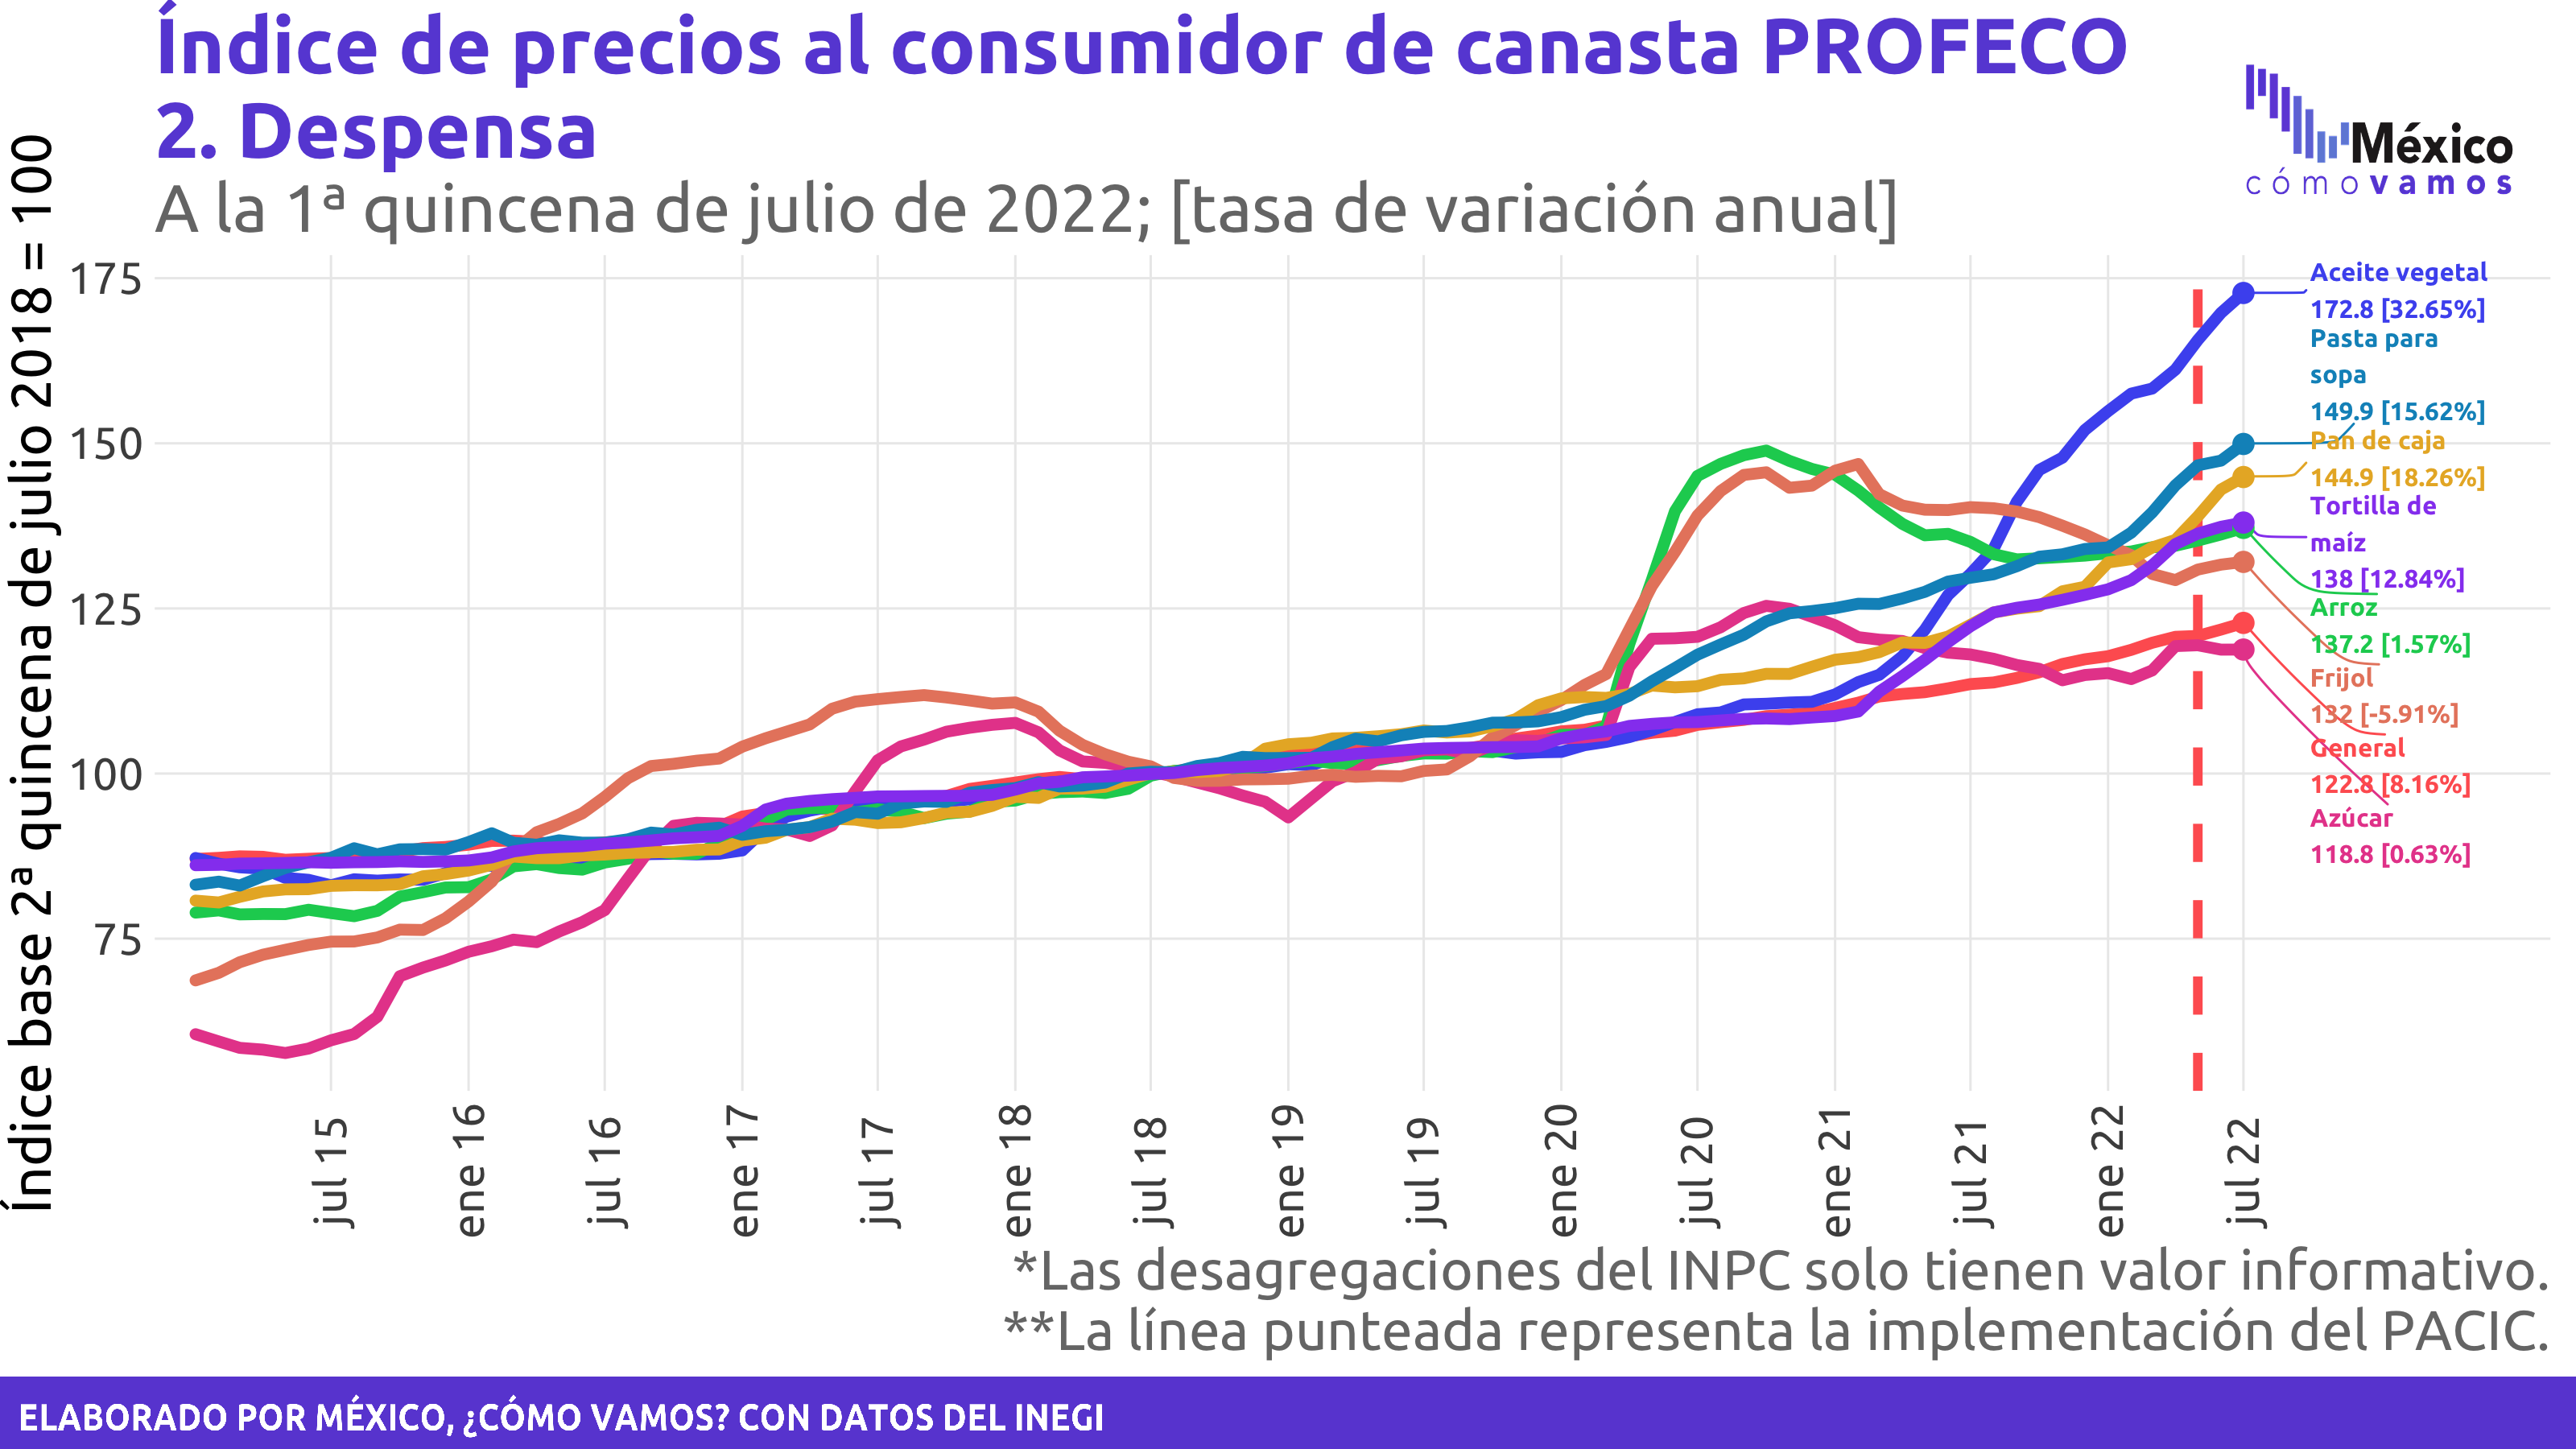 Índice de precios al consumidor de canasta PROFECO
2. Despensa
A la 1ª quincena de julio de 2022; [tasa de variación anual]
México
cómo vamos
Índice base 2ª quincena de julio 2018 = 100
175
150
125
100
75
Aceite vegetal
172.8 [32.65%]
Pasta para
sopa
149.9 [15.62%]
Pan de caja
144.9 [18.26%]
Tortilla de
maíz
138 [12.84%]
Arroz
137.2 [1.57%]
Frijol
132 [-5.91%]
General
122.8 [8.16%]
Azúcar
118.8 [0.63%]
jul 15
ene 16
jul 16
ene 17
jul 17
ene 18
jul 18
ene 19
jul 19
ene 20
jul 20
ene 21
jul 21
ene 22
jul 22
*Las desagregaciones del INPC solo tienen valor informativo.
**La línea punteada representa la implementación del PACIC.
ELABORADO POR MÉXICO, ¿CÓMO VAMOS? CON DATOS DEL INEGI